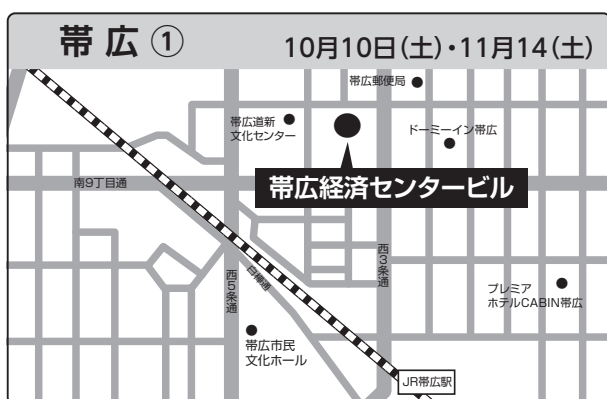 帯広①
10月10日(土)・11月14(土)
帯広郵便局
帯広道新
文化センター
ドーミーイン帯広
帯広経済センタービル
南9丁目通
西5条通
白樺通
西3条通
プレミア
ホテルCABIN帯広
帯広市民
文化ホール
JR帯広駅